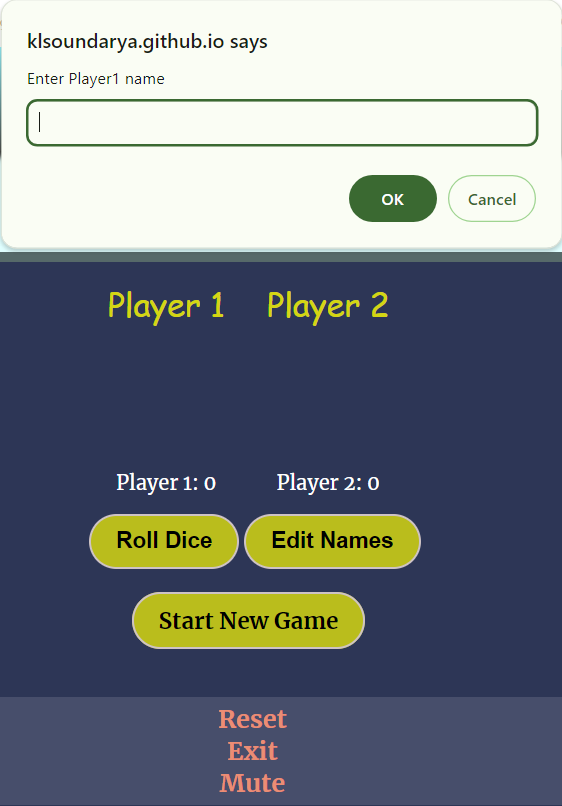 klsoundarya.github.io says
Enter Player1 name
OK Cancel
Player 1 Player 2
Player 1: 0 Player 2: 0
Roll Dice Edit Names
Start New Game
Reset
Exit
Mute